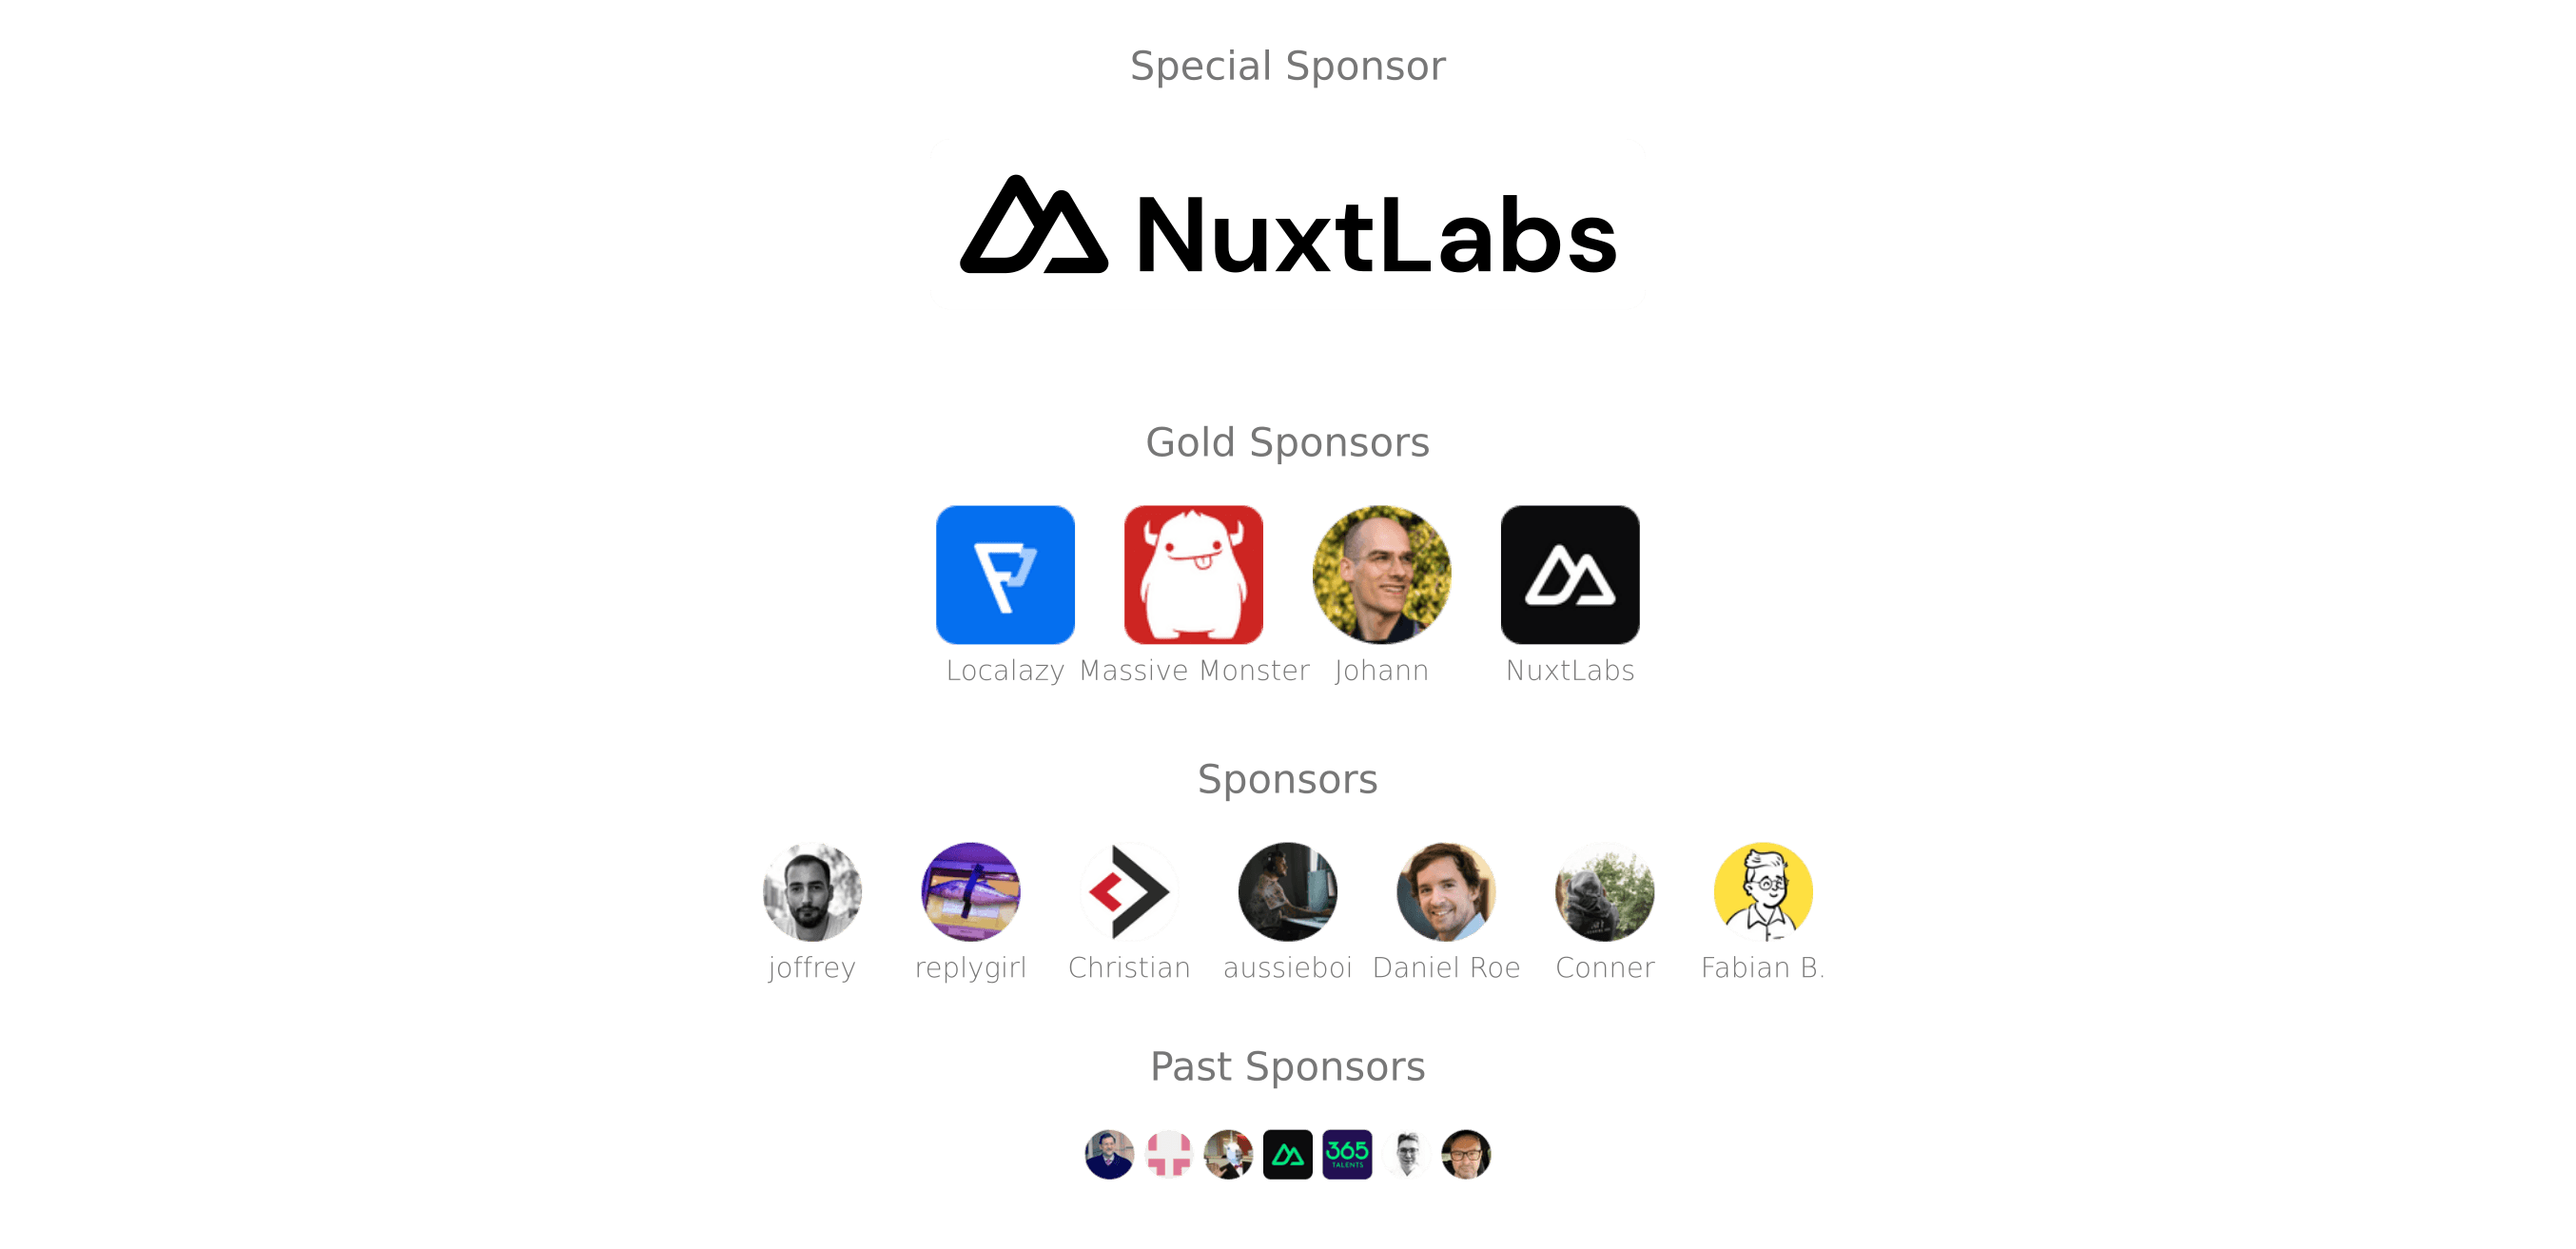 Special Sponsor
NuxtLabs
Gold Sponsors
Localazy Massive Monster Johann NuxtLabs
Sponsors
joffrey replygirl Christian aussieboi Daniel Roe Conner Fabian B.
Past Sponsors
365
TALENTS